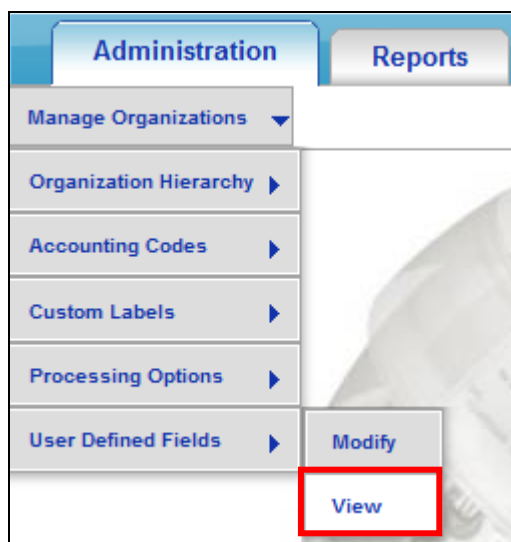 Administration
Reports
Manage Organizations
Organization Hierarchy
Accounting Codes
Custom Labels
Processing Options
User Defined Fields
Modify
View